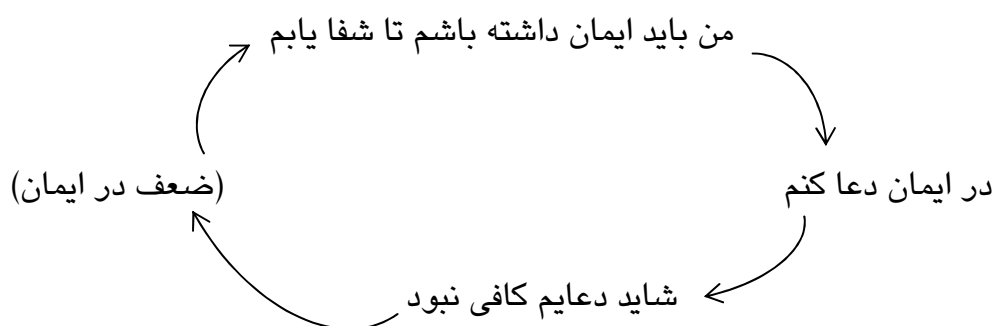 من باید ایمان داشته باشم تا شفا یابم
در ایمان دعا کنم
شاید دعایم کافی نبود
(ضعف در ایمان)